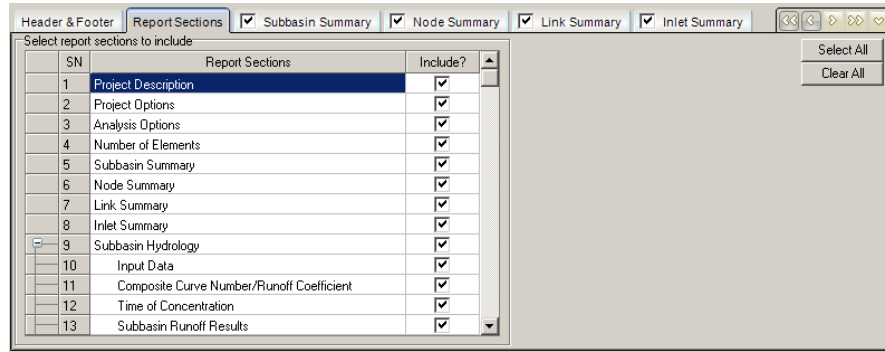 Header & Footer Report Sections Subbasin Summary Node Summary Link Summary Inlet Summary
Select report sections to include
Select All
Clear All
SN Report Sections Include?
1 Project Description
2 Project Options
3 Analysis Options
4 Number of Elements
5 Subbasin Summary
6 Node Summary
7 Link Summary
8 Inlet Summary
9 Subbasin Hydrology
10 Input Data
11 Composite Curve Number/Runoff Coefficient
12 Time of Concentration
13 Subbasin Runoff Results